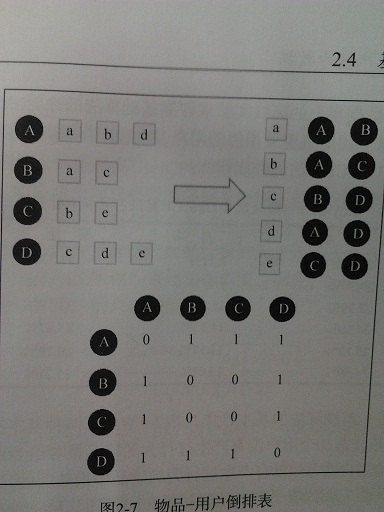 2.4
A a b d a A B
B a c b A C
C b e c B D
D c d e d A D
e C D
A B C D
A 0 1 1 1
B 1 0 0 1
C 1 0 0 1
D 1 1 1 0
图2-7 物品-用户倒排表